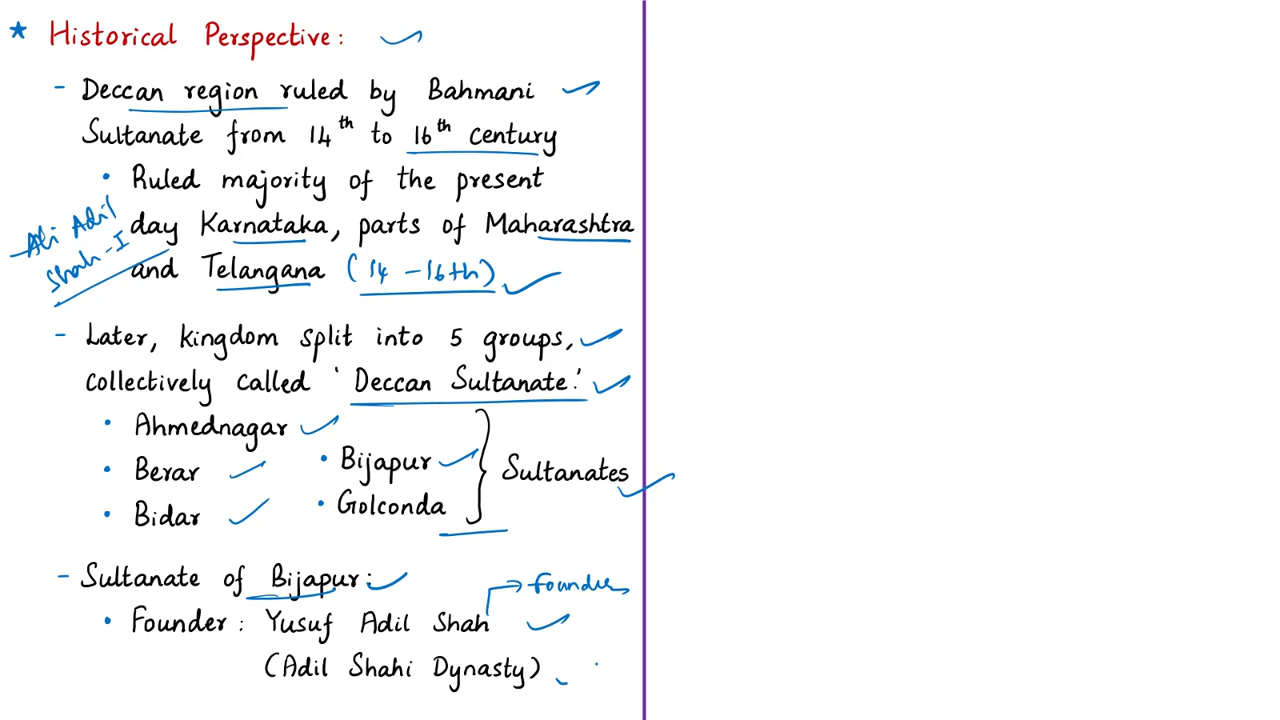 * Historical Perspective:
- Deccan region ruled by Bahmani
Sultanate from 14th to 16th century
• Ruled majority of the present
day Karnataka, parts of Maharashtra
and Telangana (14 - 16th)
Ali Adil
Shah - I
- Later, kingdom split into 5 groups,
collectively called 'Deccan Sultanate.'
• Ahmednagar
• Berar
• Bidar
• Bijapur
• Golconda
Sultanates
- Sultanate of Bijapur:
→ founder
• Founder: Yusuf Adil Shah
(Adil Shahi Dynasty)